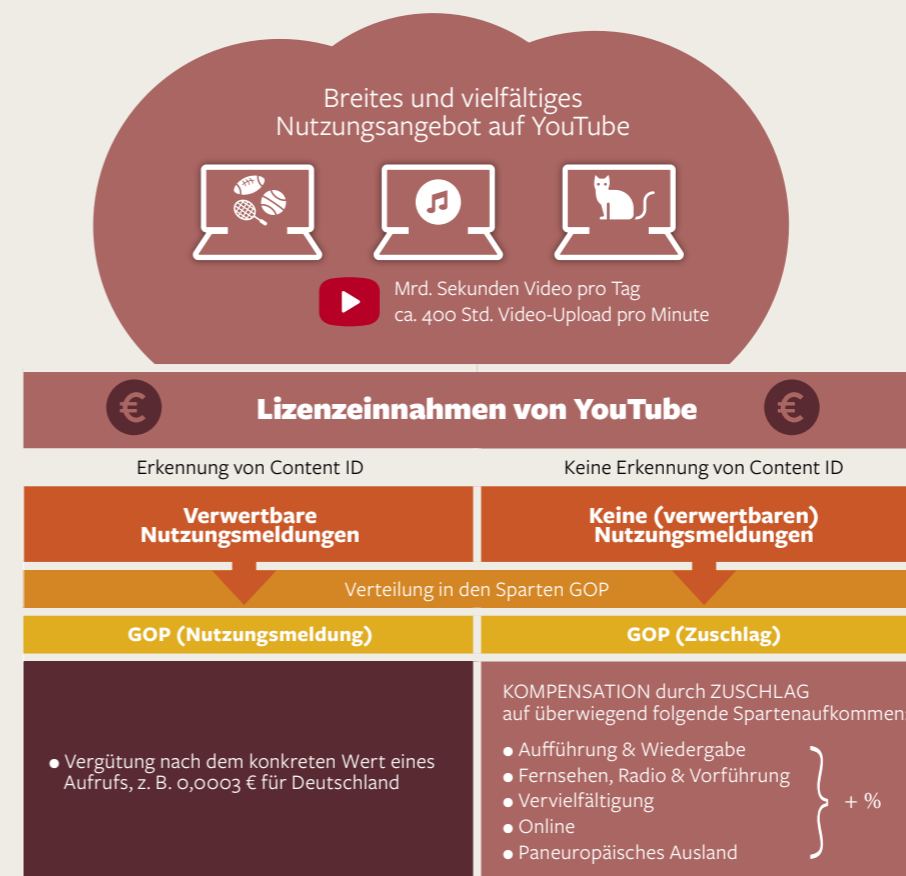 Breites und vielfältiges
Nutzungsangebot auf YouTube
Mrd. Sekunden Video pro Tag
ca. 400 Std. Video-Upload pro Minute
€ Lizenzeinnahmen von YouTube €
Erkennung von Content ID
Keine Erkennung von Content ID
Verwertbare
Nutzungsmeldungen
Keine (verwertbaren)
Nutzungsmeldungen
Verteilung in den Sparten GOP
GOP (Nutzungsmeldung)
GOP (Zuschlag)
● Vergütung nach dem konkreten Wert eines
Aufrufs, z. B. 0,0003 € für Deutschland
KOMPENSATION durch ZUSCHLAG
auf überwiegend folgende Spartenaufkommen:
● Aufführung & Wiedergabe
● Fernsehen, Radio & Vorführung
● Vervielfältigung
● Online
● Paneuropäisches Ausland
+ %